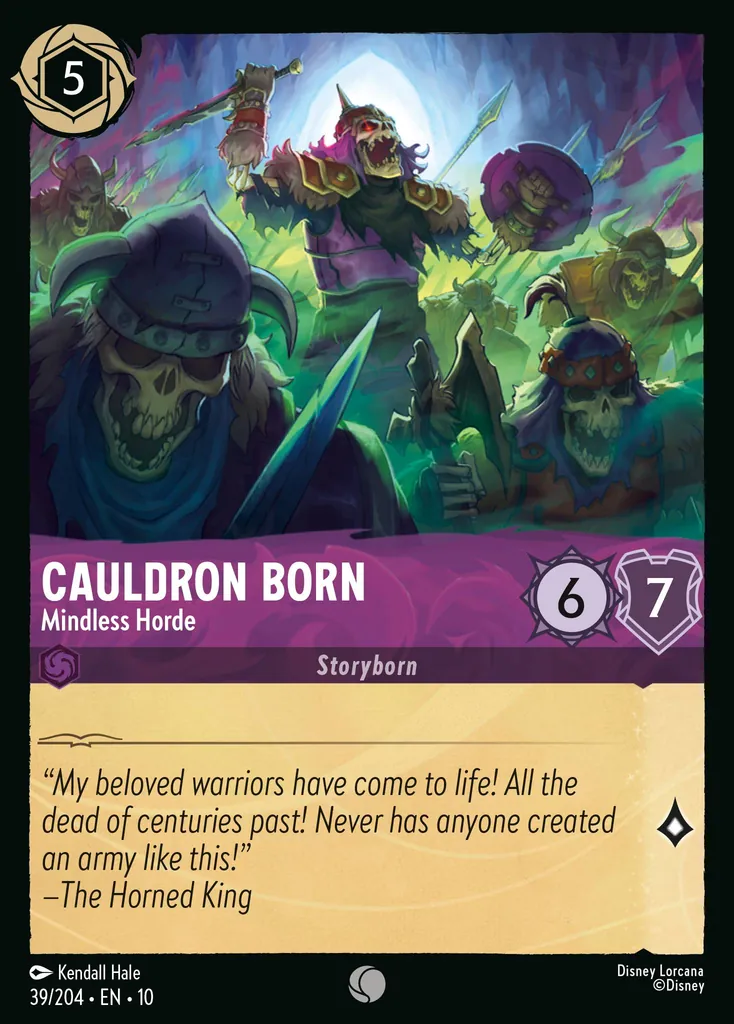 5
CAULDRON BORN
Mindless Horde
6
7
Storyborn
“My beloved warriors have come to life! All the
dead of centuries past! Never has anyone created
an army like this!”
–The Horned King
Kendall Hale
39/204 • EN • 10
Disney Lorcana
©Disney